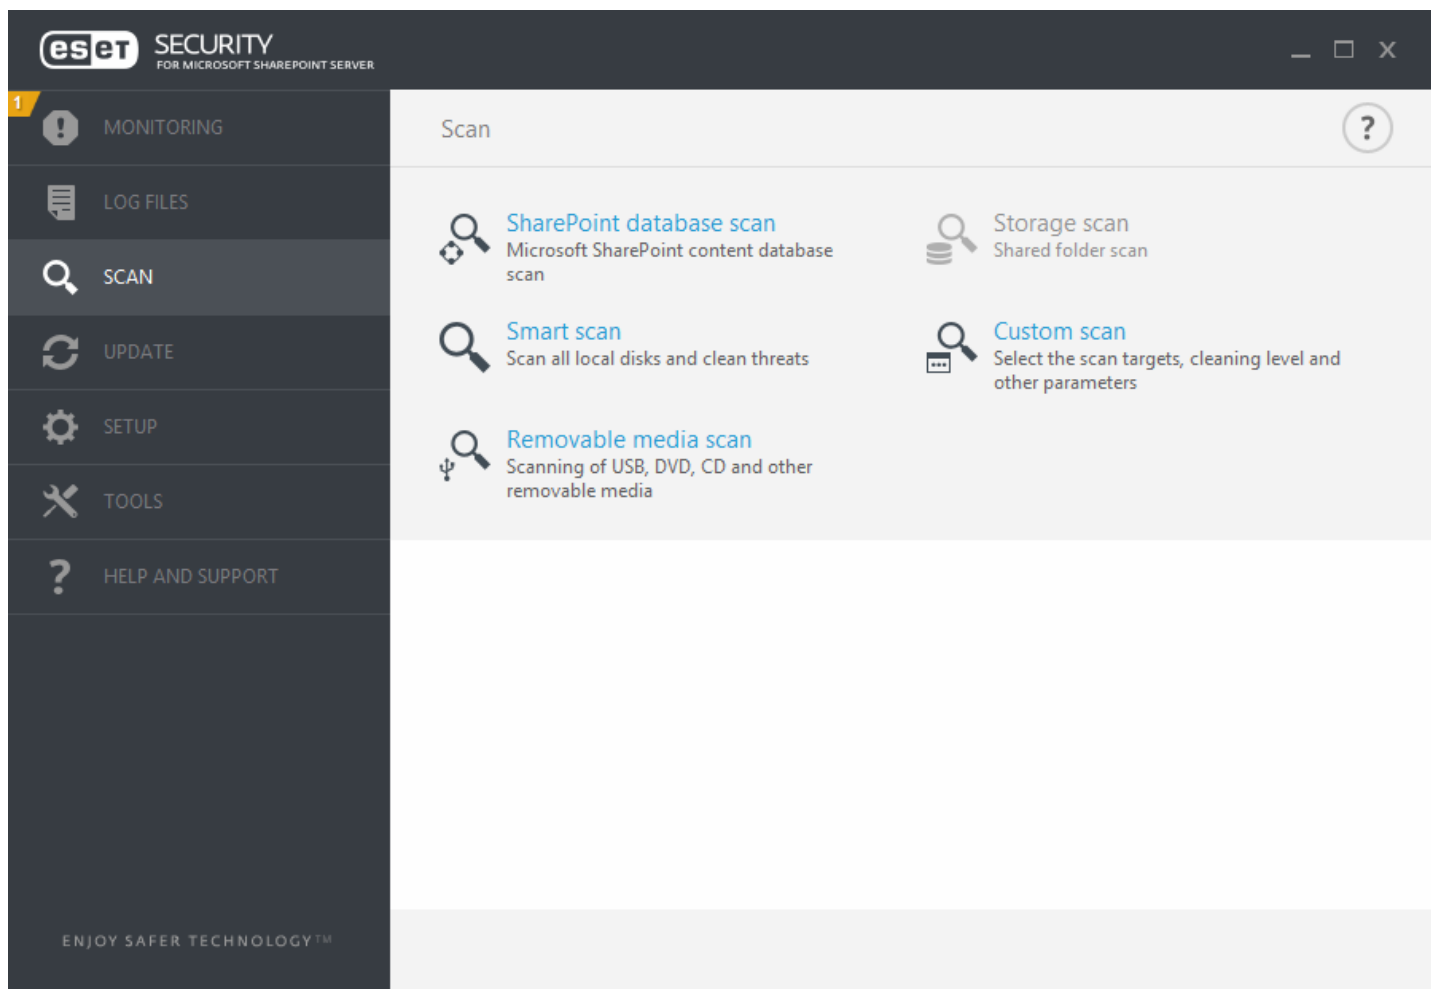 eset SECURITY
FOR MICROSOFT SHAREPOINT SERVER
1
MONITORING
LOG FILES
SCAN
UPDATE
SETUP
TOOLS
HELP AND SUPPORT
ENJOY SAFER TECHNOLOGY™
Scan
?
SharePoint database scan
Microsoft SharePoint content database
scan
Storage scan
Shared folder scan
Smart scan
Scan all local disks and clean threats
Custom scan
Select the scan targets, cleaning level and
other parameters
Removable media scan
Scanning of USB, DVD, CD and other
removable media